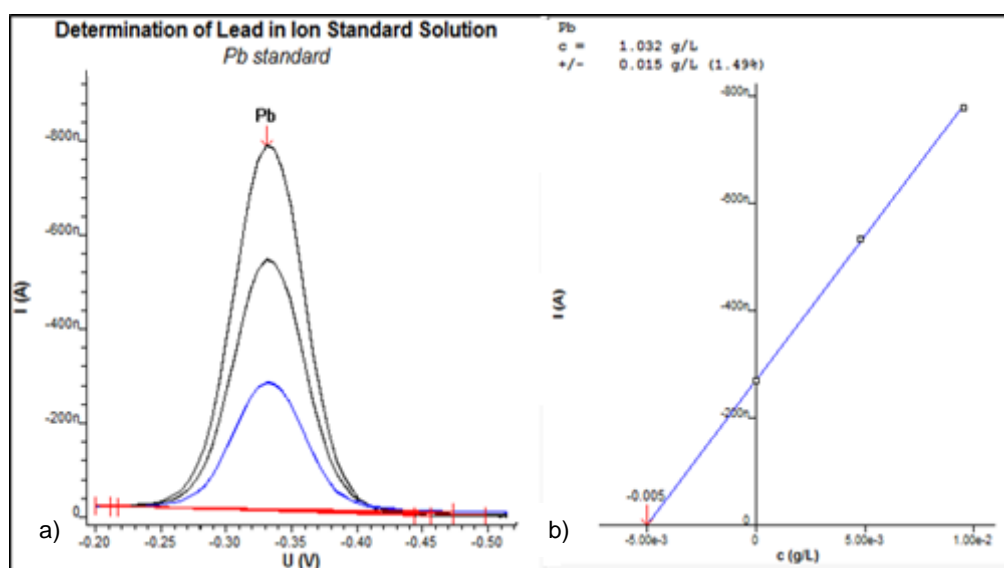 Determination of Lead in Ion Standard Solution
Pb standard
Pb
-800n
-600n
-400n
-200n
0
I (A)
-0.20 -0.25 -0.30 -0.35 -0.40 -0.45 -0.50
U (V)
a)
Pb
c = 1.032 g/L
+/- 0.015 g/L (1.49%)
-800n
-600n
-400n
-200n
0
I (A)
-0.005
-5.00e-3 0 5.00e-3 1.00e-2
c (g/L)
b)